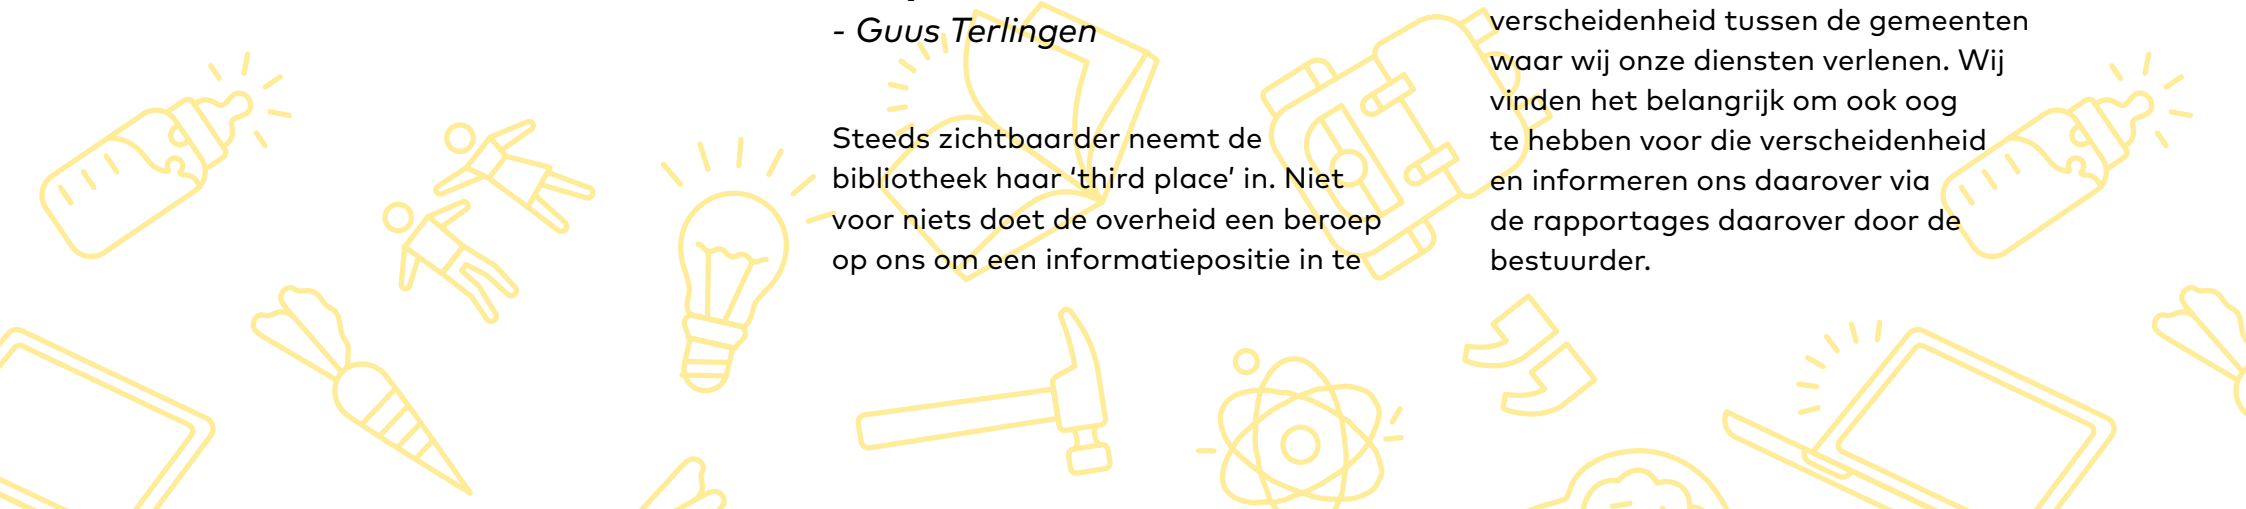 - Guus Terlingen
Steeds zichtbaarder neemt de
bibliotheek haar ‘third place’ in. Niet
voor niets doet de overheid een beroep
op ons om een informatiepositie in te
verscheidenheid tussen de gemeenten
waar wij onze diensten verlenen. Wij
vinden het belangrijk om ook oog
te hebben voor die verscheidenheid
en informeren ons daarover via
de rapportages daarover door de
bestuurder.